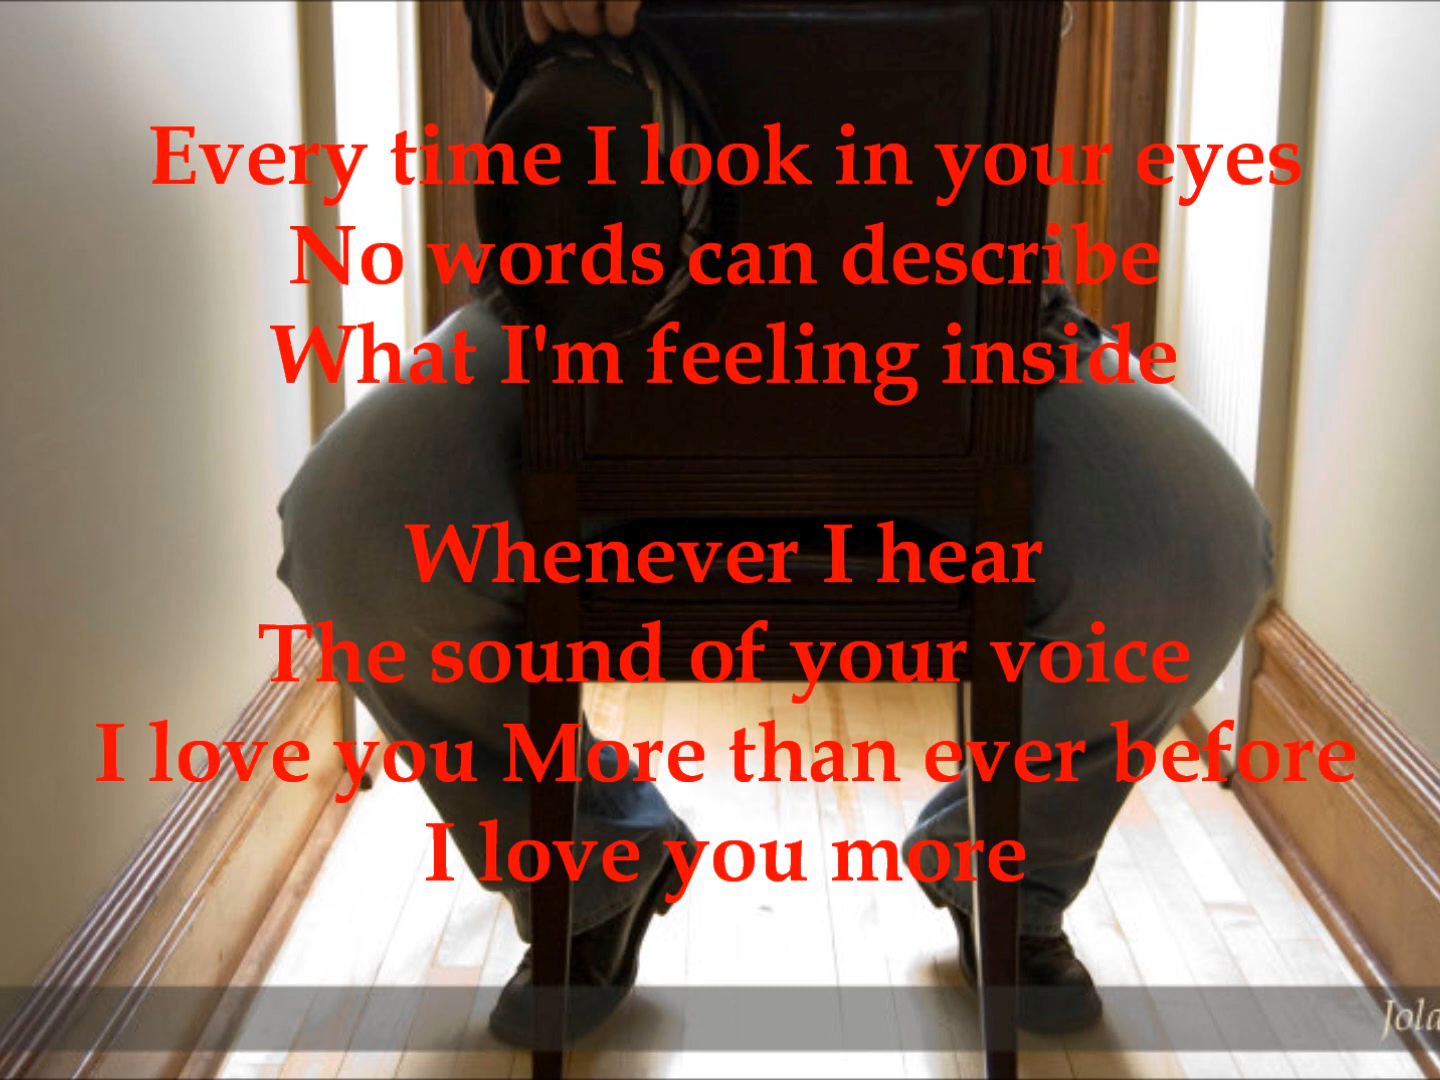 Every time I look in your eyes
No words can describe
What I'm feeling inside
Whenever I hear
The sound of your voice
I love you More than ever before
I love you more
Jola